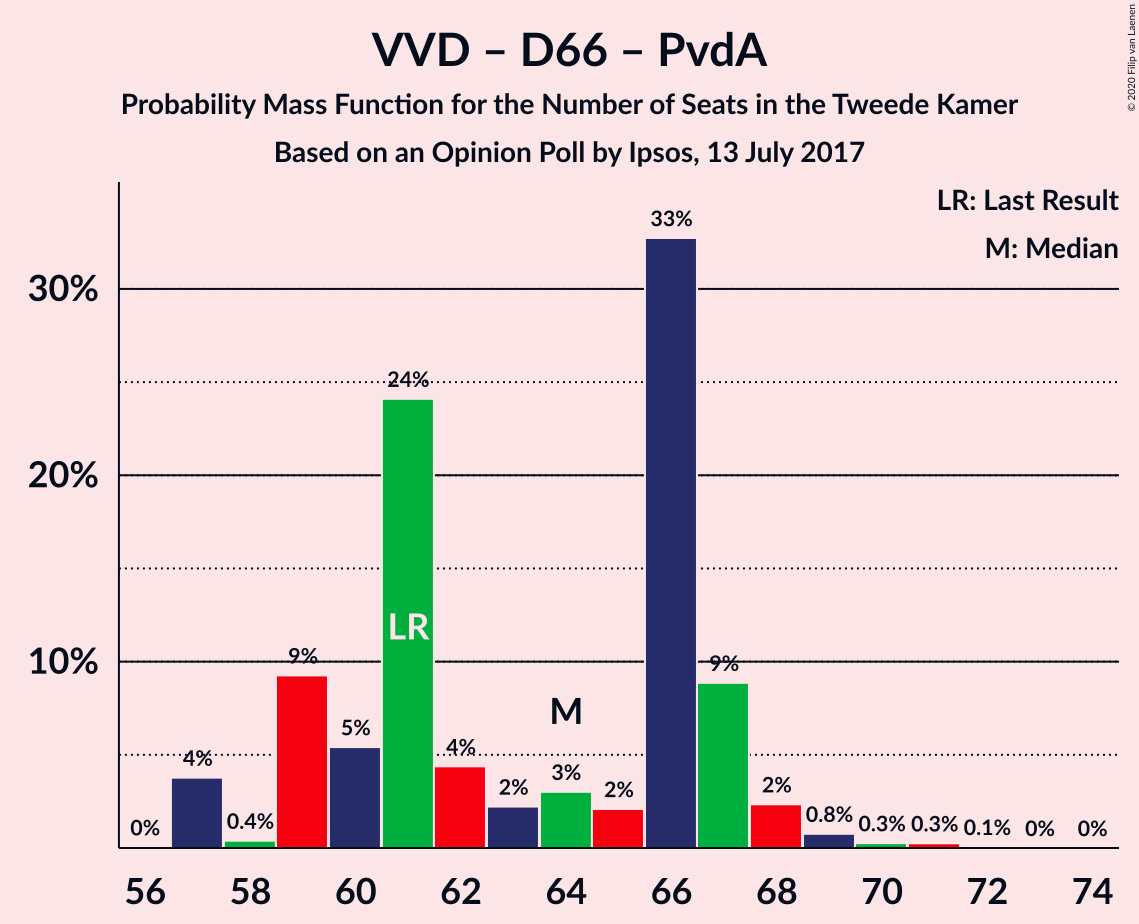 VVD – D66 – PvdA
Probability Mass Function for the Number of Seats in the Tweede Kamer
Based on an Opinion Poll by Ipsos, 13 July 2017
© 2020 Filip van Laenen
LR: Last Result
M: Median
30%
20%
10%
0%
4%
0.4%
9%
5%
24%
LR
4%
2%
M
3%
2%
33%
9%
2%
0.8%
0.3%
0.3%
0.1%
0%
0%
56 58 60 62 64 66 68 70 72 74